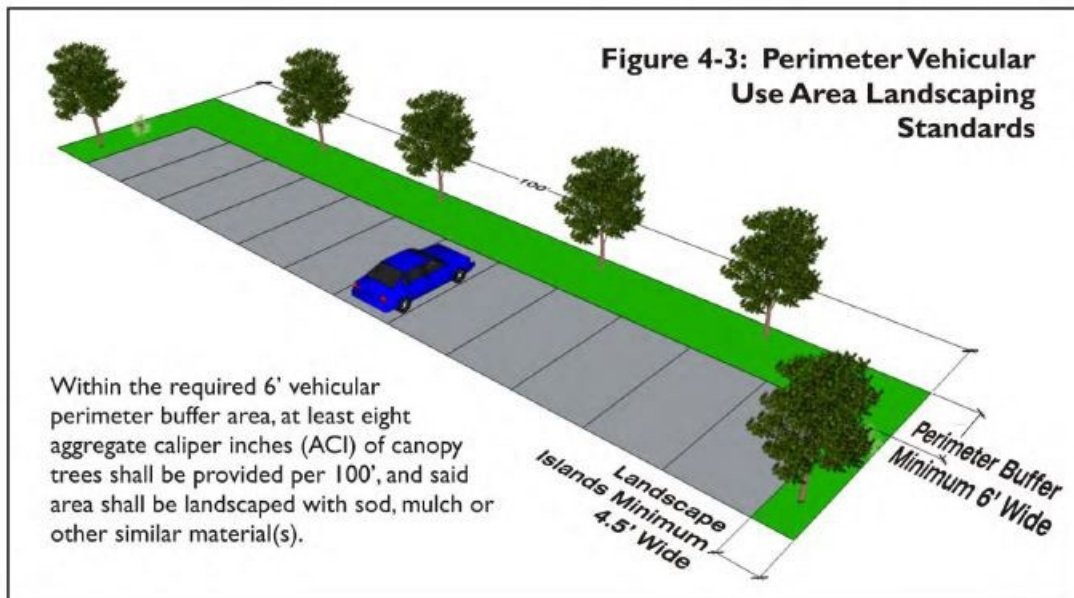 Figure 4-3: Perimeter Vehicular
Use Area Landscaping
Standards
100'
Within the required 6' vehicular
perimeter buffer area, at least eight
aggregate caliper inches (ACI) of canopy
trees shall be provided per 100', and said
area shall be landscaped with sod, mulch or
other similar material(s).
Landscape
Islands Minimum
4.5' Wide
Perimeter Buffer
Minimum 6' Wide